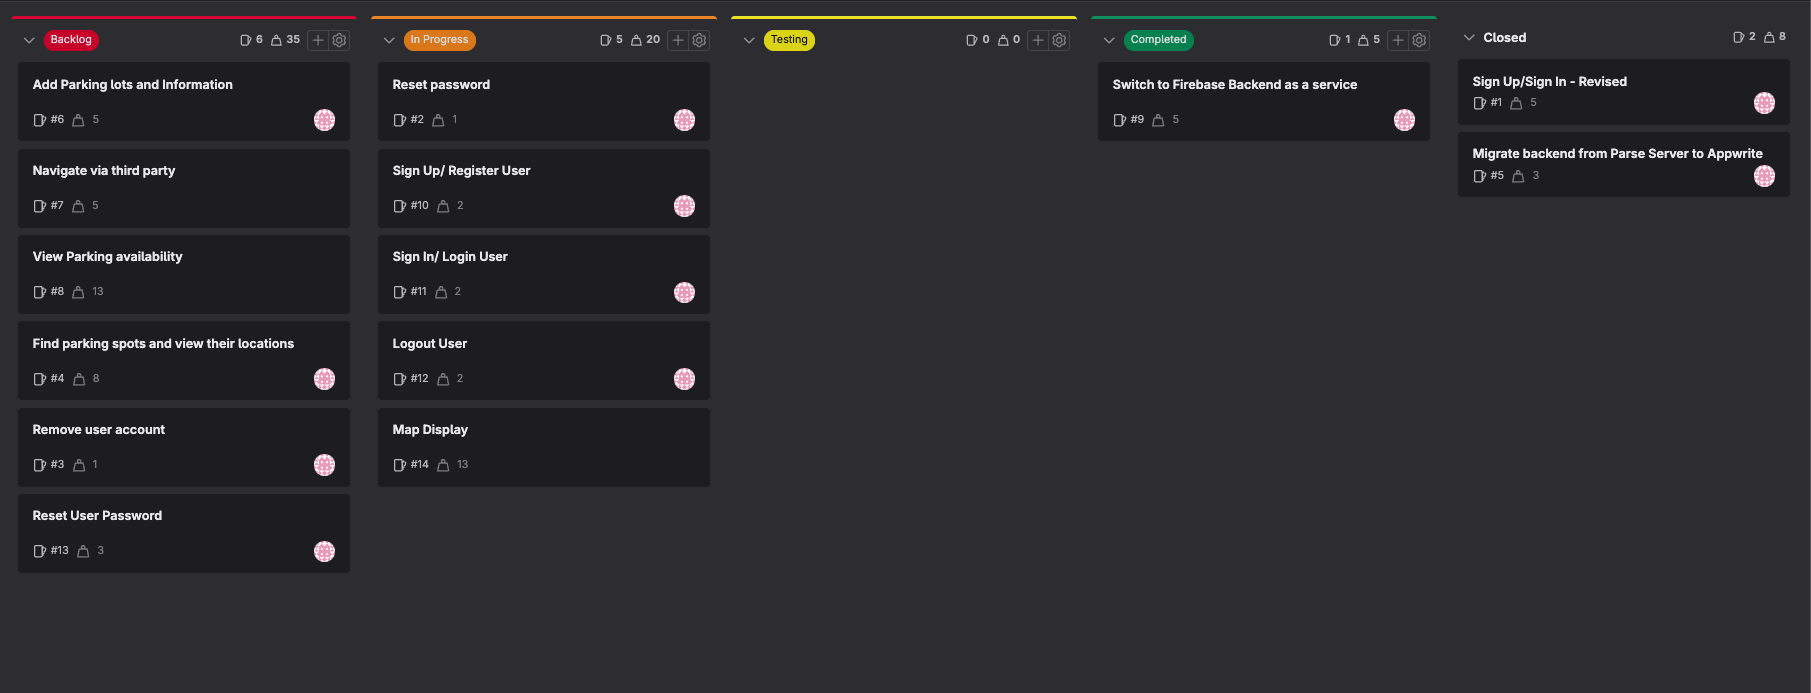 Backlog 6 35
Add Parking lots and Information
#6 5
Navigate via third party
#7 5
View Parking availability
#8 13
Find parking spots and view their locations
#4 8
Remove user account
#3 1
Reset User Password
#13 3
In Progress 5 20
Reset password
#2 1
Sign Up/ Register User
#10 2
Sign In/ Login User
#11 2
Logout User
#12 2
Map Display
#14 13
Testing 0 0
Completed 1 5
Switch to Firebase Backend as a service
#9 5
Closed 2 8
Sign Up/Sign In - Revised
#1 5
Migrate backend from Parse Server to Appwrite
#5 3